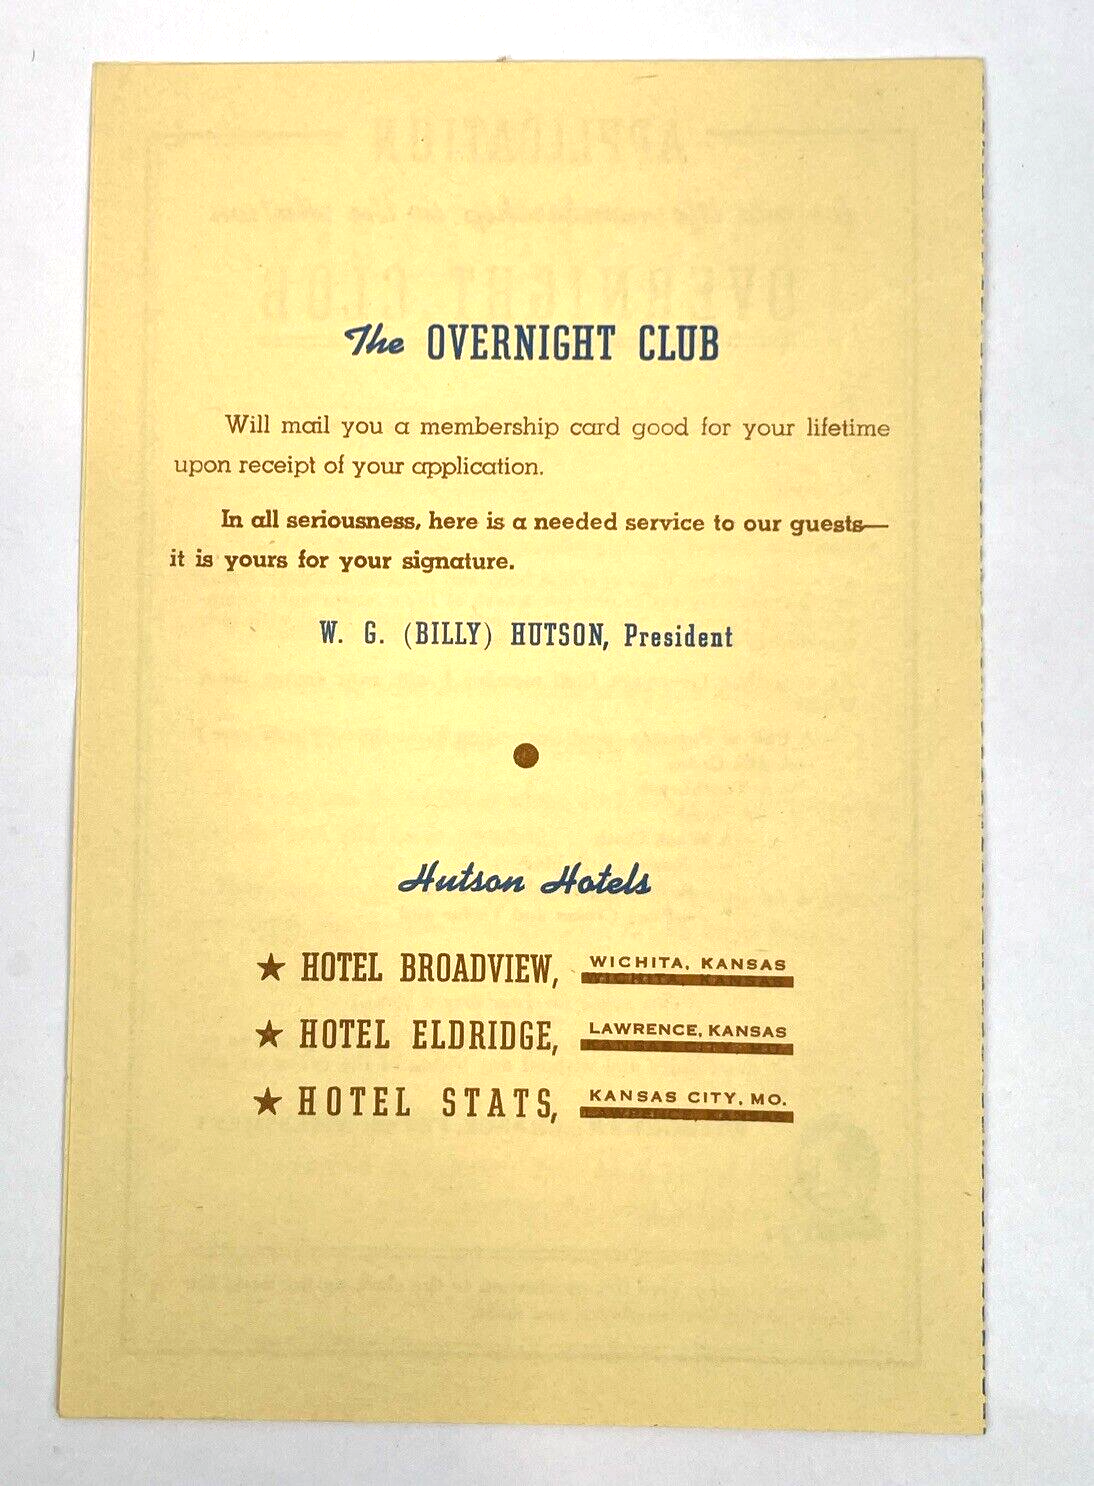 The OVERNIGHT CLUB
Will mail you a membership card good for your lifetime
upon receipt of your application.
In all seriousness, here is a needed service to our guests—
it is yours for your signature.
W. G. (BILLY) HUTSON, President
Hutson Hotels
★ HOTEL BROADVIEW, WICHITA, KANSAS
★ HOTEL ELDRIDGE, LAWRENCE, KANSAS
★ HOTEL STATS, KANSAS CITY, MO.